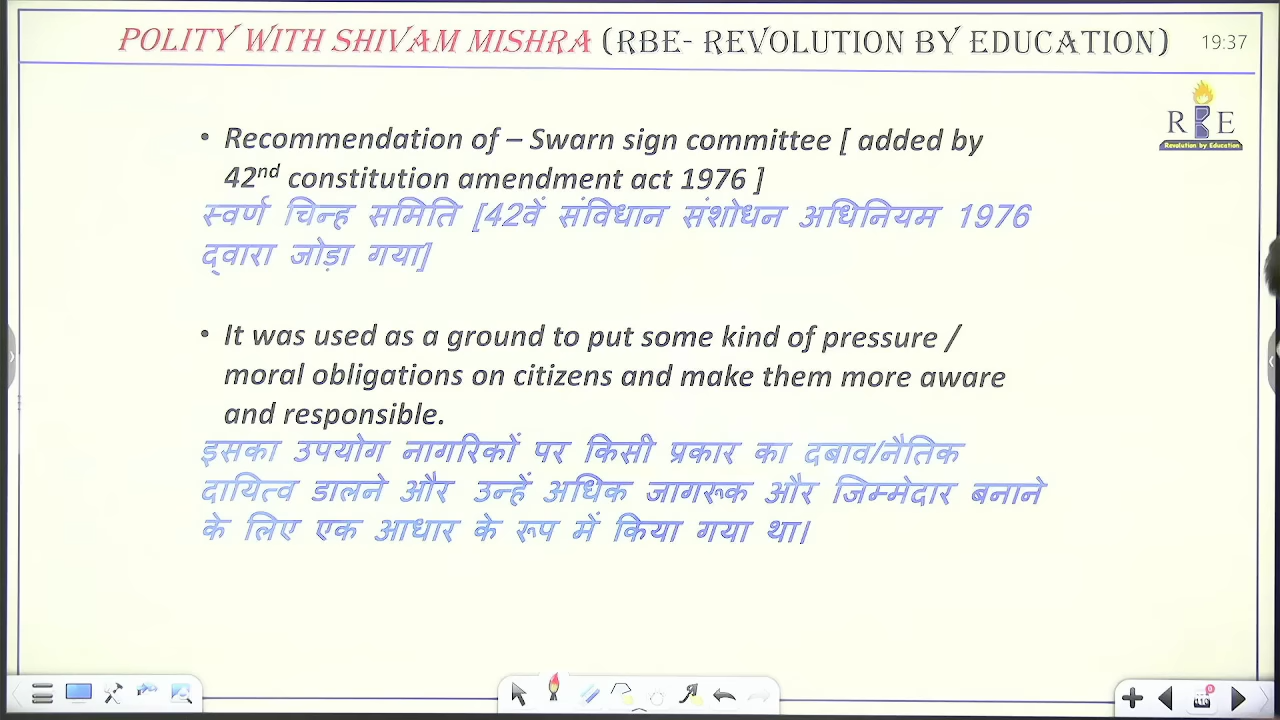 POLITY WITH SHIVAM MISHRA (RBE- REVOLUTION BY EDUCATION)
19:37
RBE
Revolution by Education
• Recommendation of – Swarn sign committee [ added by
42nd constitution amendment act 1976 ]
स्वर्ण चिन्ह समिति [42वें संविधान संशोधन अधिनियम 1976
द्वारा जोड़ा गया]
• It was used as a ground to put some kind of pressure /
moral obligations on citizens and make them more aware
and responsible.
इसका उपयोग नागरिकों पर किसी प्रकार का दबाव/नैतिक
दायित्व डालने और उन्हें अधिक जागरूक और जिम्मेदार बनाने
के लिए एक आधार के रूप में किया गया था।